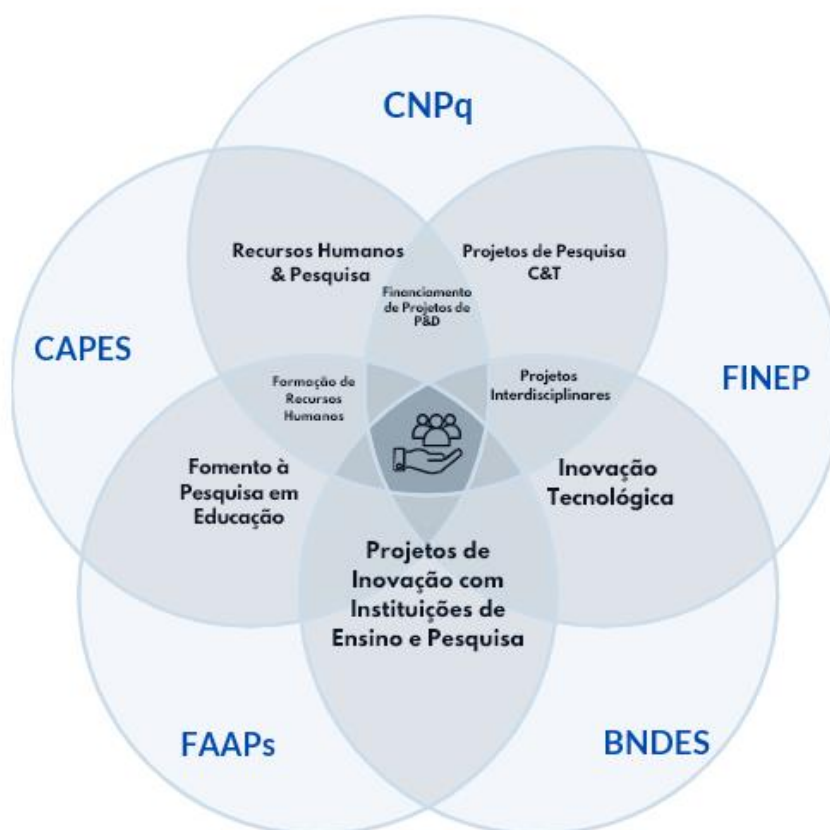 CNPq
Recursos Humanos
& Pesquisa
Projetos de Pesquisa
C&T
Financiamento
de Projetos de
P&D
CAPES
FINEP
Formação de
Recursos
Humanos
Projetos
Interdisciplinares
Fomento à
Pesquisa em
Educação
Inovação
Tecnológica
Projetos de
Inovação com
Instituições de
Ensino e Pesquisa
FAAPs
BNDES